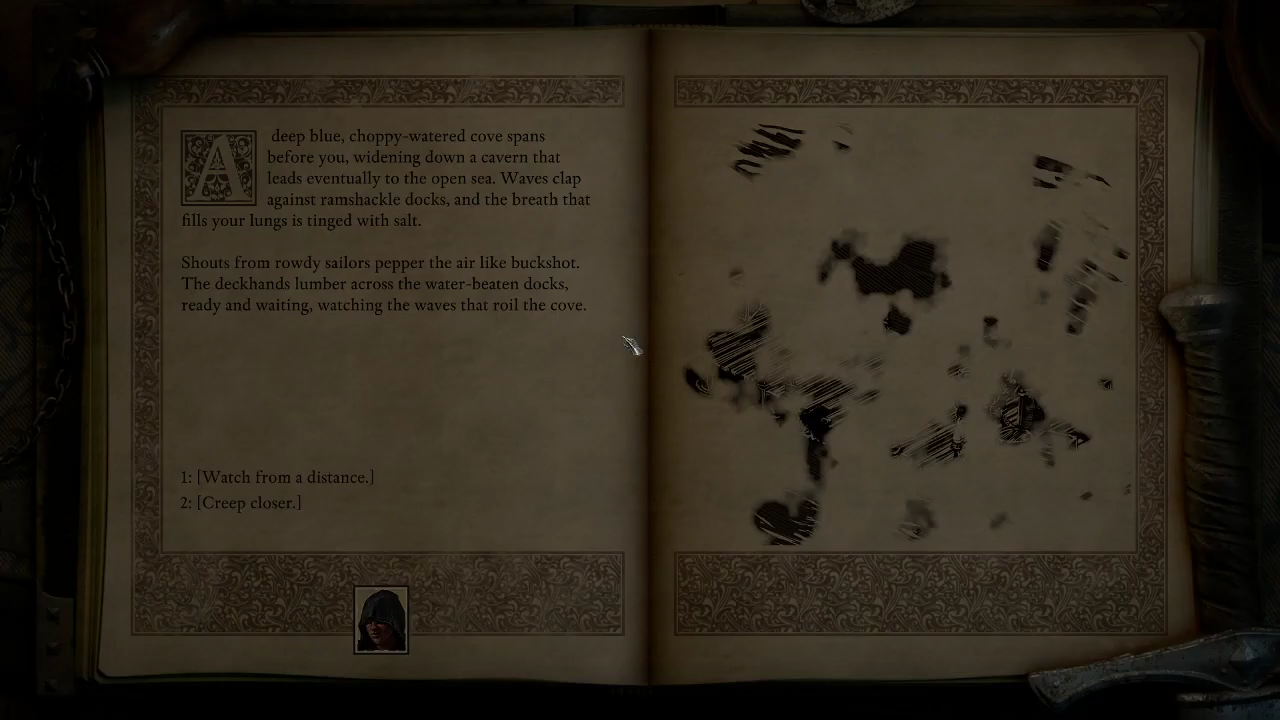 A deep blue, choppy-watered cove spans
before you, widening down a cavern that
leads eventually to the open sea. Waves clap
against ramshackle docks, and the breath that
fills your lungs is tinged with salt.
Shouts from rowdy sailors pepper the air like buckshot.
The deckhands lumber across the water-beaten docks,
ready and waiting, watching the waves that roil the cove.
1: [Watch from a distance.]
2: [Creep closer.]